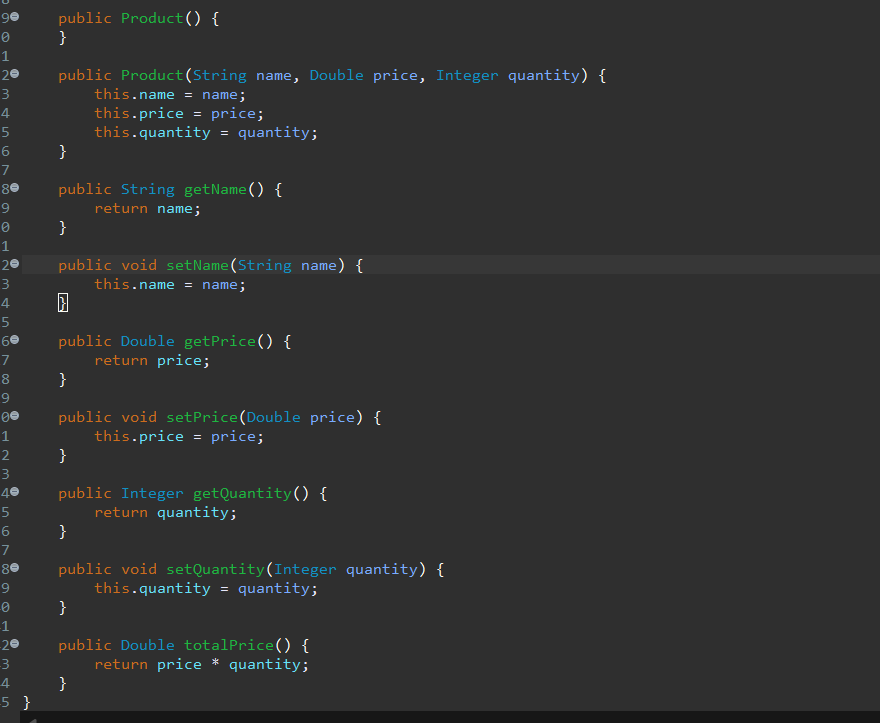 9 public Product() {
0 }
1
2 public Product(String name, Double price, Integer quantity) {
3 this.name = name;
4 this.price = price;
5 this.quantity = quantity;
6 }
7
8 public String getName() {
9 return name;
0 }
1
2 public void setName(String name) {
3 this.name = name;
4 }
5
6 public Double getPrice() {
7 return price;
8 }
9
0 public void setPrice(Double price) {
1 this.price = price;
2 }
3
4 public Integer getQuantity() {
5 return quantity;
6 }
7
8 public void setQuantity(Integer quantity) {
9 this.quantity = quantity;
0 }
1
2 public Double totalPrice() {
3 return price * quantity;
4 }
5 }